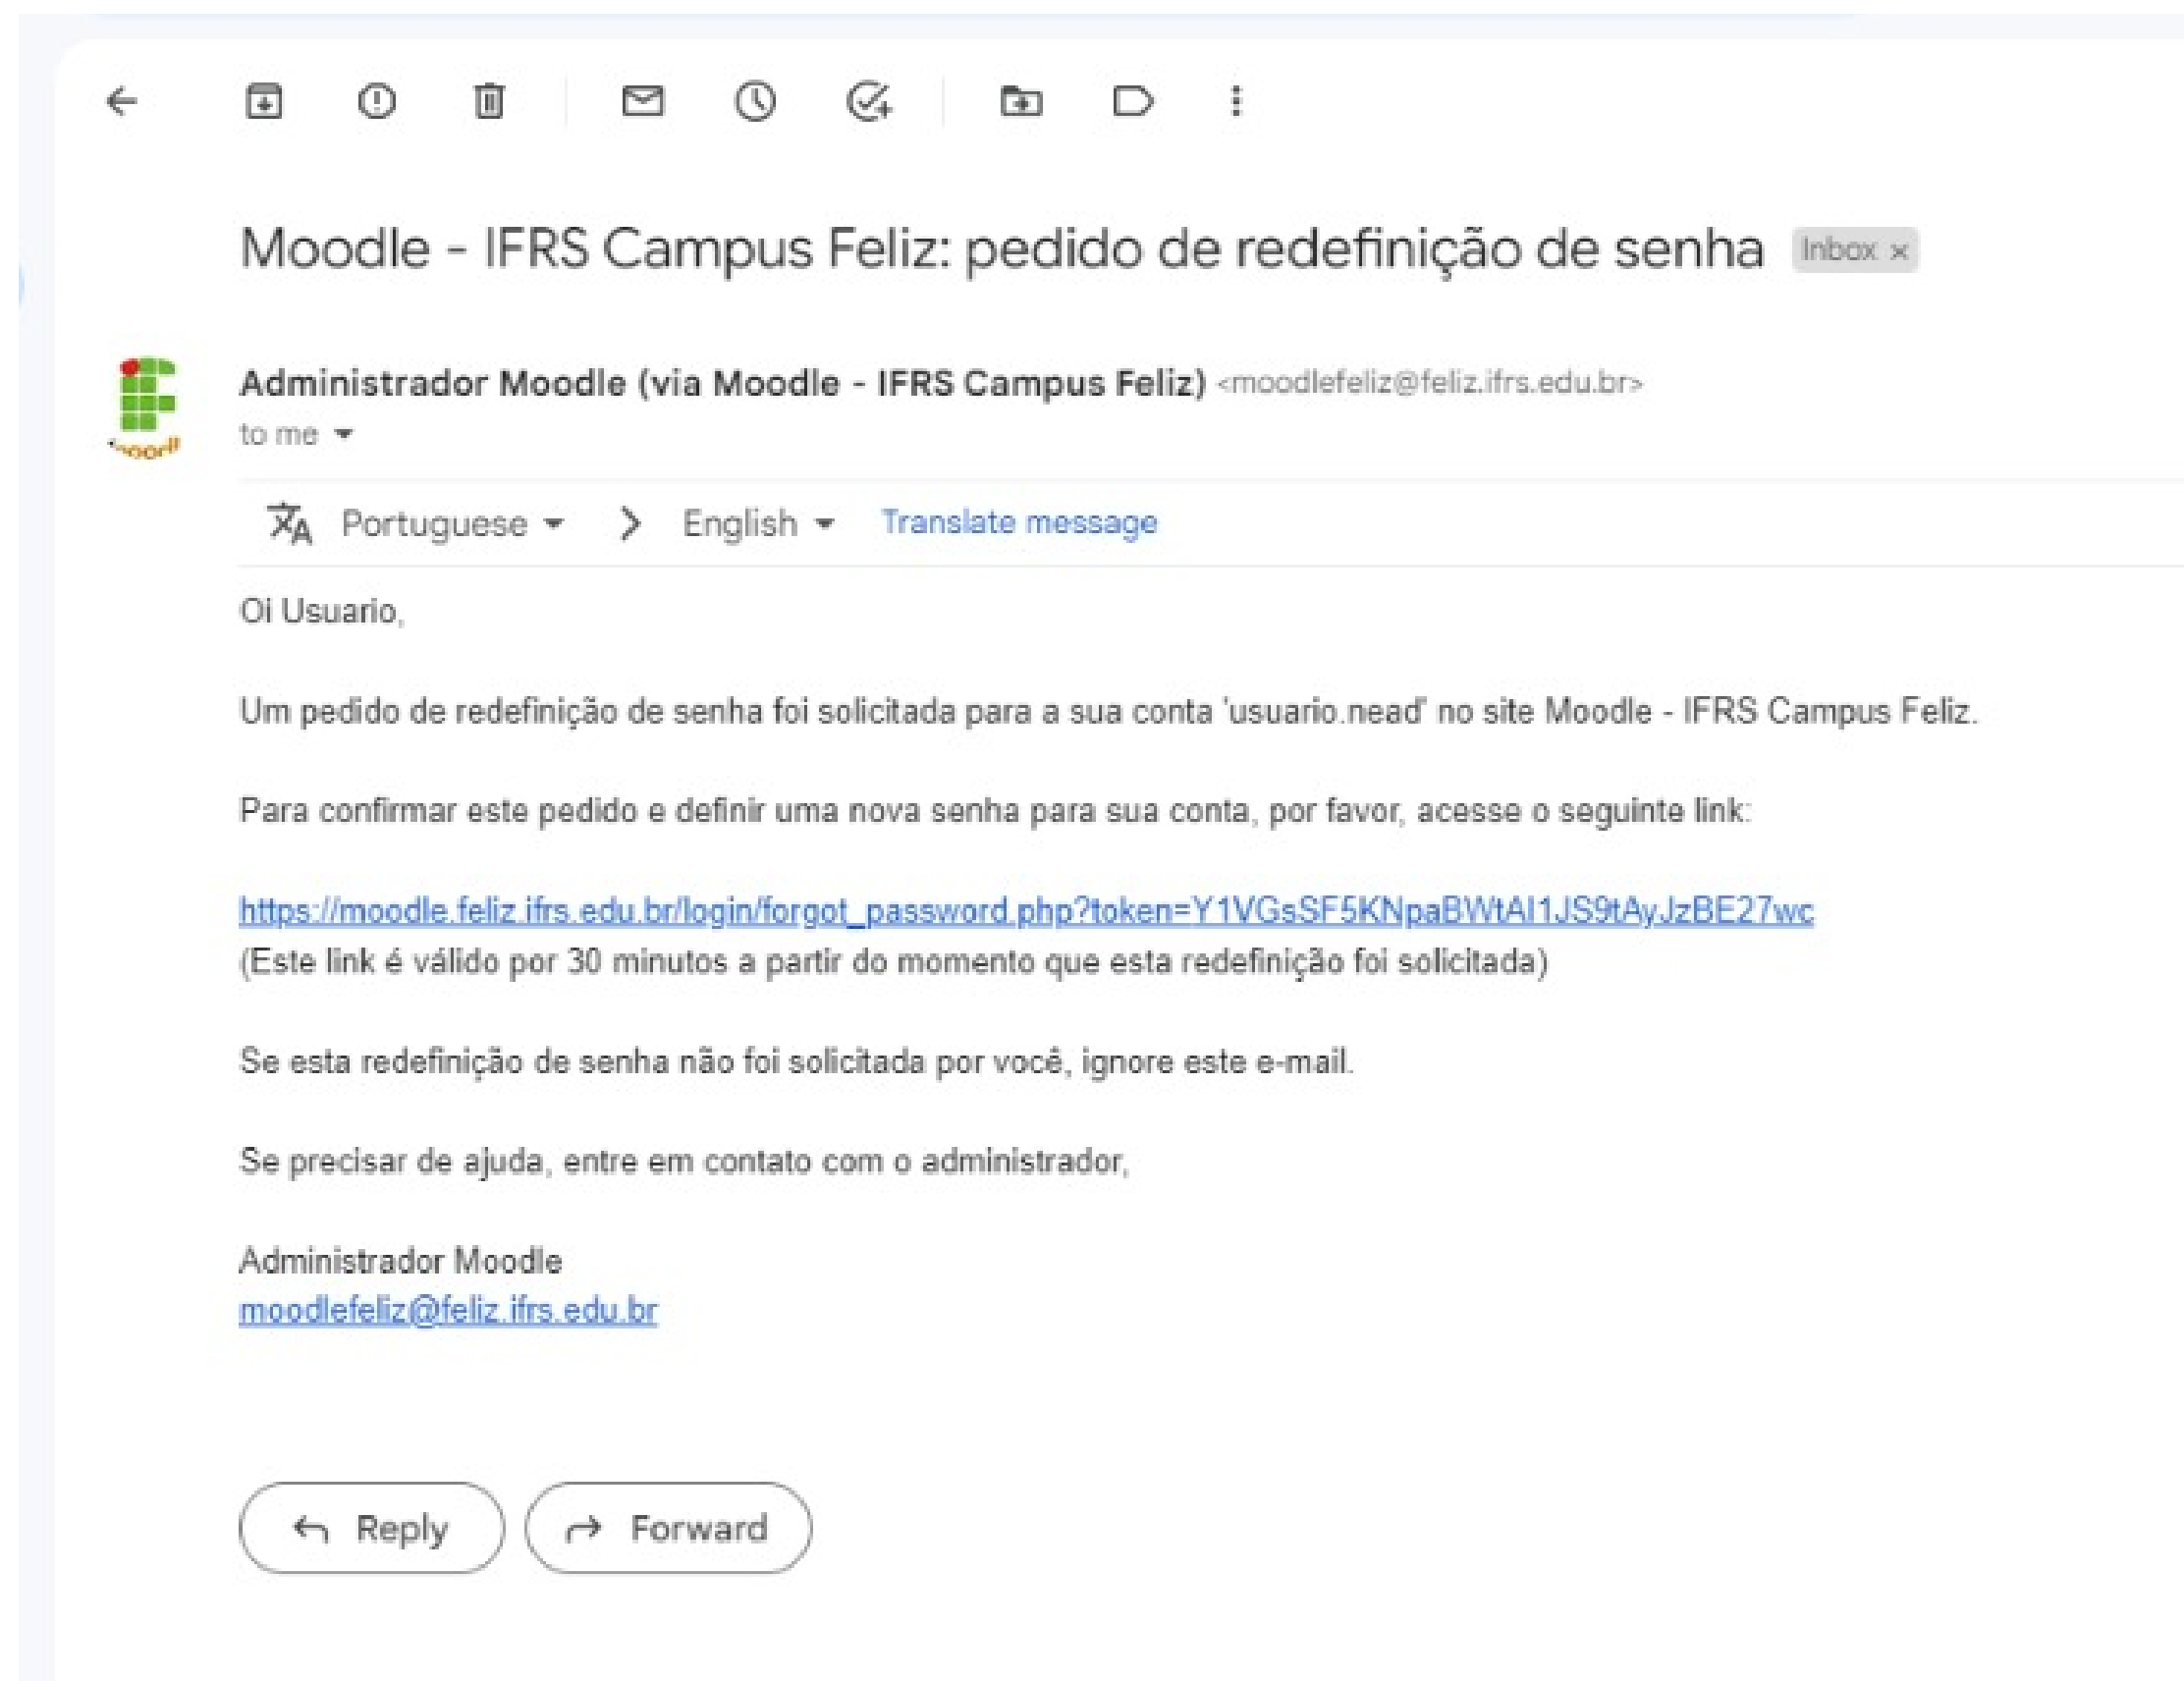 Moodle - IFRS Campus Feliz: pedido de redefinição de senha Inbox ×
Administrador Moodle (via Moodle - IFRS Campus Feliz) <moodlefeliz@feliz.ifrs.edu.br>
to me
Portuguese > English Translate message
Oi Usuario,
Um pedido de redefinição de senha foi solicitada para a sua conta 'usuario.nead' no site Moodle - IFRS Campus Feliz.
Para confirmar este pedido e definir uma nova senha para sua conta, por favor, acesse o seguinte link:
https://moodle.feliz.ifrs.edu.br/login/forgot_password.php?token=Y1VGsSF5KNpaBWtAI1JS9tAyJzBE27wc
(Este link é válido por 30 minutos a partir do momento que esta redefinição foi solicitada)
Se esta redefinição de senha não foi solicitada por você, ignore este e-mail.
Se precisar de ajuda, entre em contato com o administrador,
Administrador Moodle
moodlefeliz@feliz.ifrs.edu.br
Reply Forward